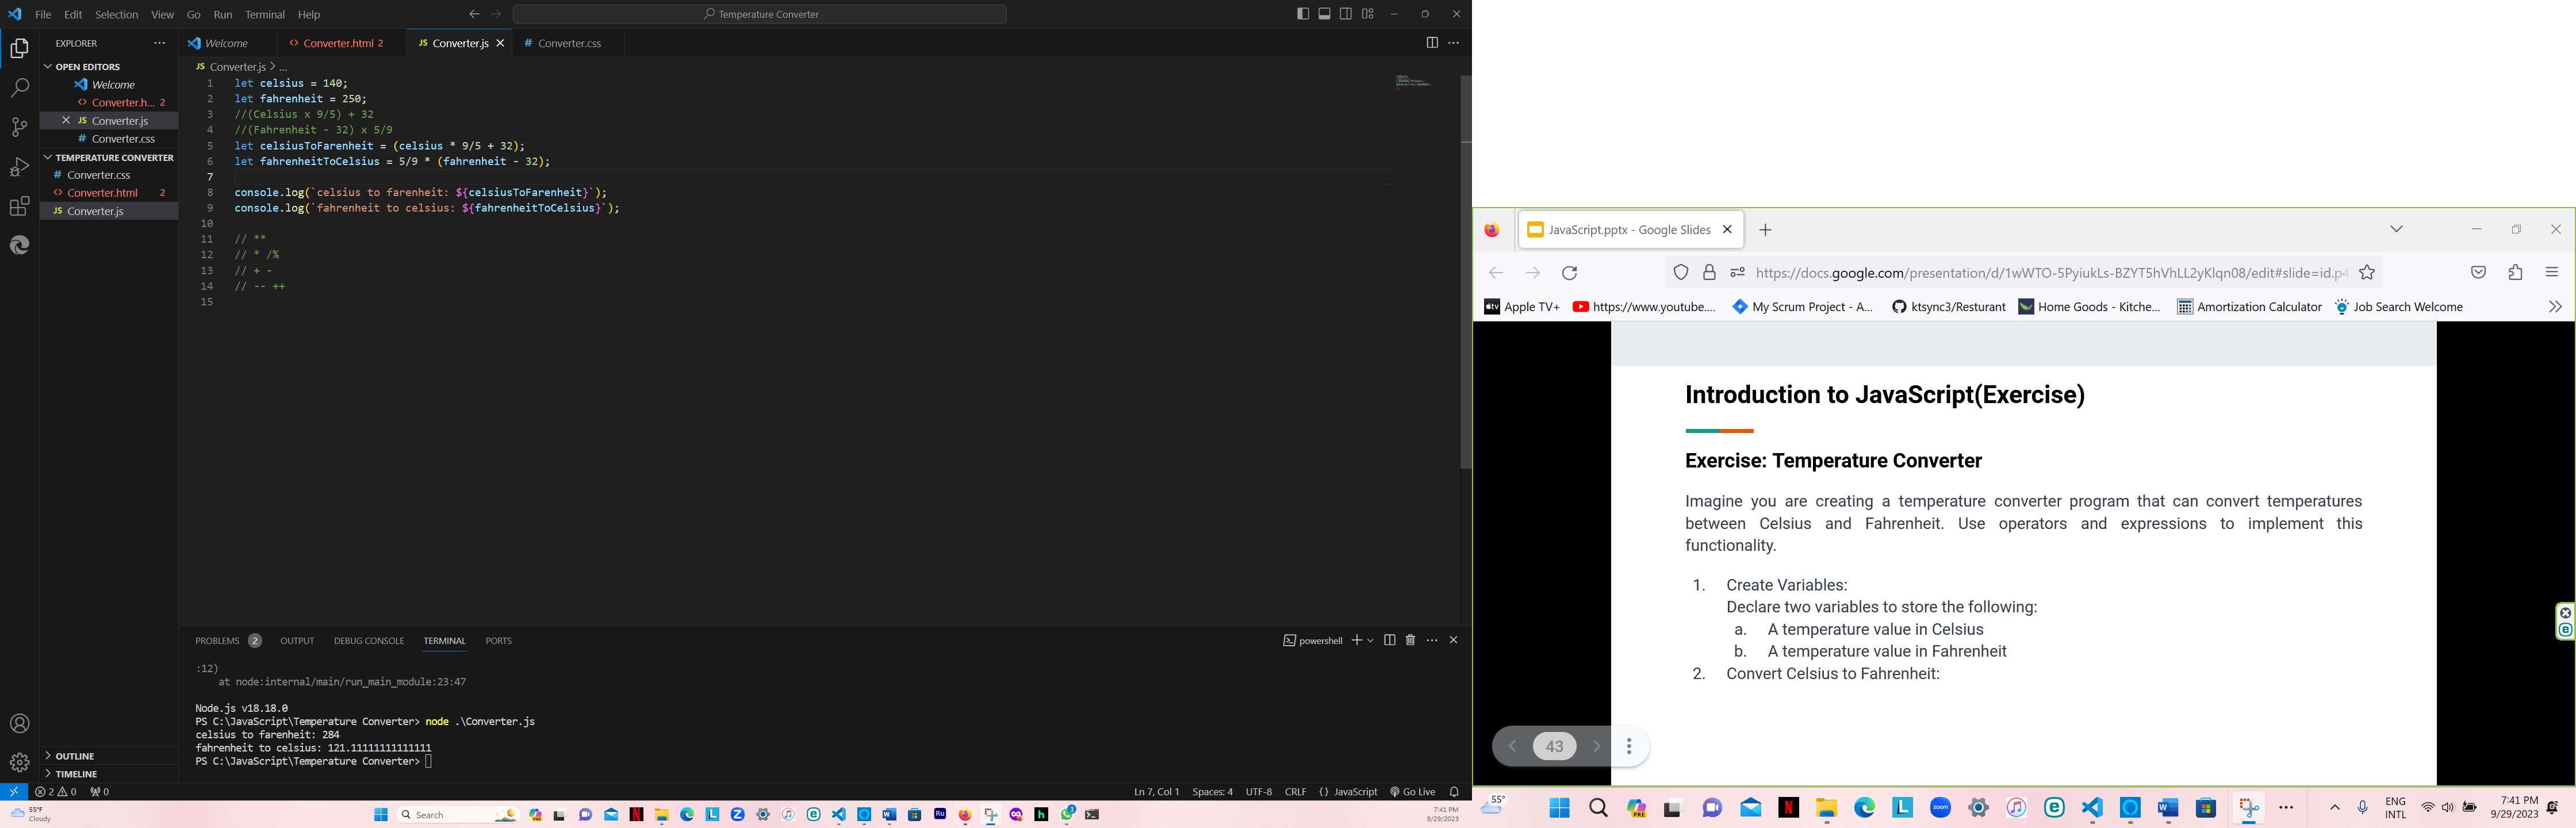 File Edit Selection View Go Run Terminal Help
Temperature Converter
EXPLORER
OPEN EDITORS
Welcome
Converter.h... 2
Converter.js
Converter.css
TEMPERATURE CONVERTER
Converter.css
Converter.html 2
JS Converter.js
OUTLINE
TIMELINE
Welcome
Converter.html 2
JS Converter.js
# Converter.css
JS Converter.js > ...
1 let celsius = 140;
2 let fahrenheit = 250;
3 //(Celsius x 9/5) + 32
4 //(Fahrenheit - 32) x 5/9
5 let celsiusToFarenheit = (celsius * 9/5 + 32);
6 let fahrenheitToCelsius = 5/9 * (fahrenheit - 32);
7
8 console.log(`celsius to farenheit: ${celsiusToFarenheit}`);
9 console.log(`fahrenheit to celsius: ${fahrenheitToCelsius}`);
10
11 // **
12 // * /%
13 // + -
14 // -- ++
15
PROBLEMS 2 OUTPUT DEBUG CONSOLE TERMINAL PORTS
powershell
:12)
at node:internal/main/run_main_module:23:47
Node.js v18.18.0
PS C:\JavaScript\Temperature Converter> node .\Converter.js
celsius to farenheit: 284
fahrenheit to celsius: 121.11111111111111
PS C:\JavaScript\Temperature Converter>
2 0 0
Ln 7, Col 1 Spaces: 4 UTF-8 CRLF {} JavaScript Go Live
55°F
Cloudy
Search
7:41 PM
9/29/2023
JavaScript.pptx - Google Slides
https://docs.google.com/presentation/d/1wWTO-5PyiukLs-BZYT5hVhLL2yKlqn08/edit#slide=id.p4
Apple TV+ https://www.youtube.... My Scrum Project - A... ktsync3/Resturant Home Goods - Kitche... Amortization Calculator Job Search Welcome
Introduction to JavaScript(Exercise)
Exercise: Temperature Converter
Imagine you are creating a temperature converter program that can convert temperatures
between Celsius and Fahrenheit. Use operators and expressions to implement this
functionality.
1. Create Variables:
Declare two variables to store the following:
a. A temperature value in Celsius
b. A temperature value in Fahrenheit
2. Convert Celsius to Fahrenheit:
43
55°
ENG
INTL
7:41 PM
9/29/2023